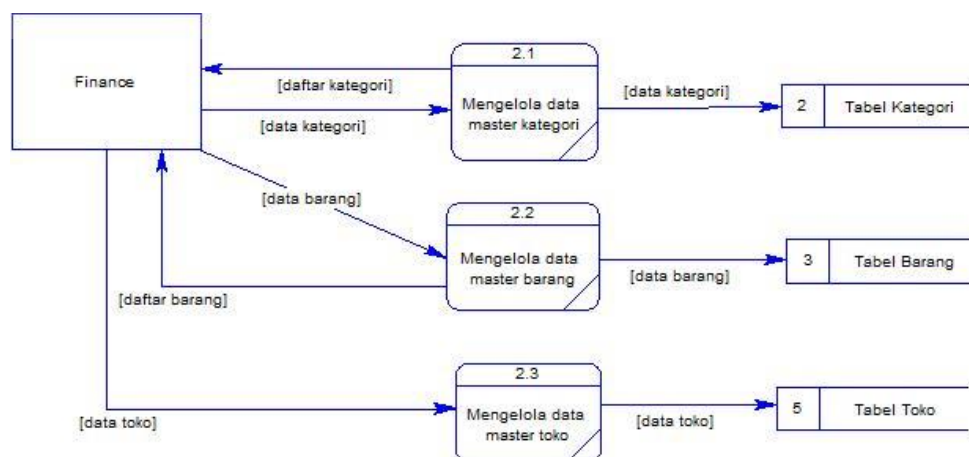 2.1
Finance
[daftar kategori]
[data kategori]
Mengelola data
master kategori
[data kategori]
2
Tabel Kategori
[data barang]
2.2
Mengelola data
master barang
[daftar barang]
[data barang]
3
Tabel Barang
2.3
[data toko]
Mengelola data
master toko
[data toko]
5
Tabel Toko